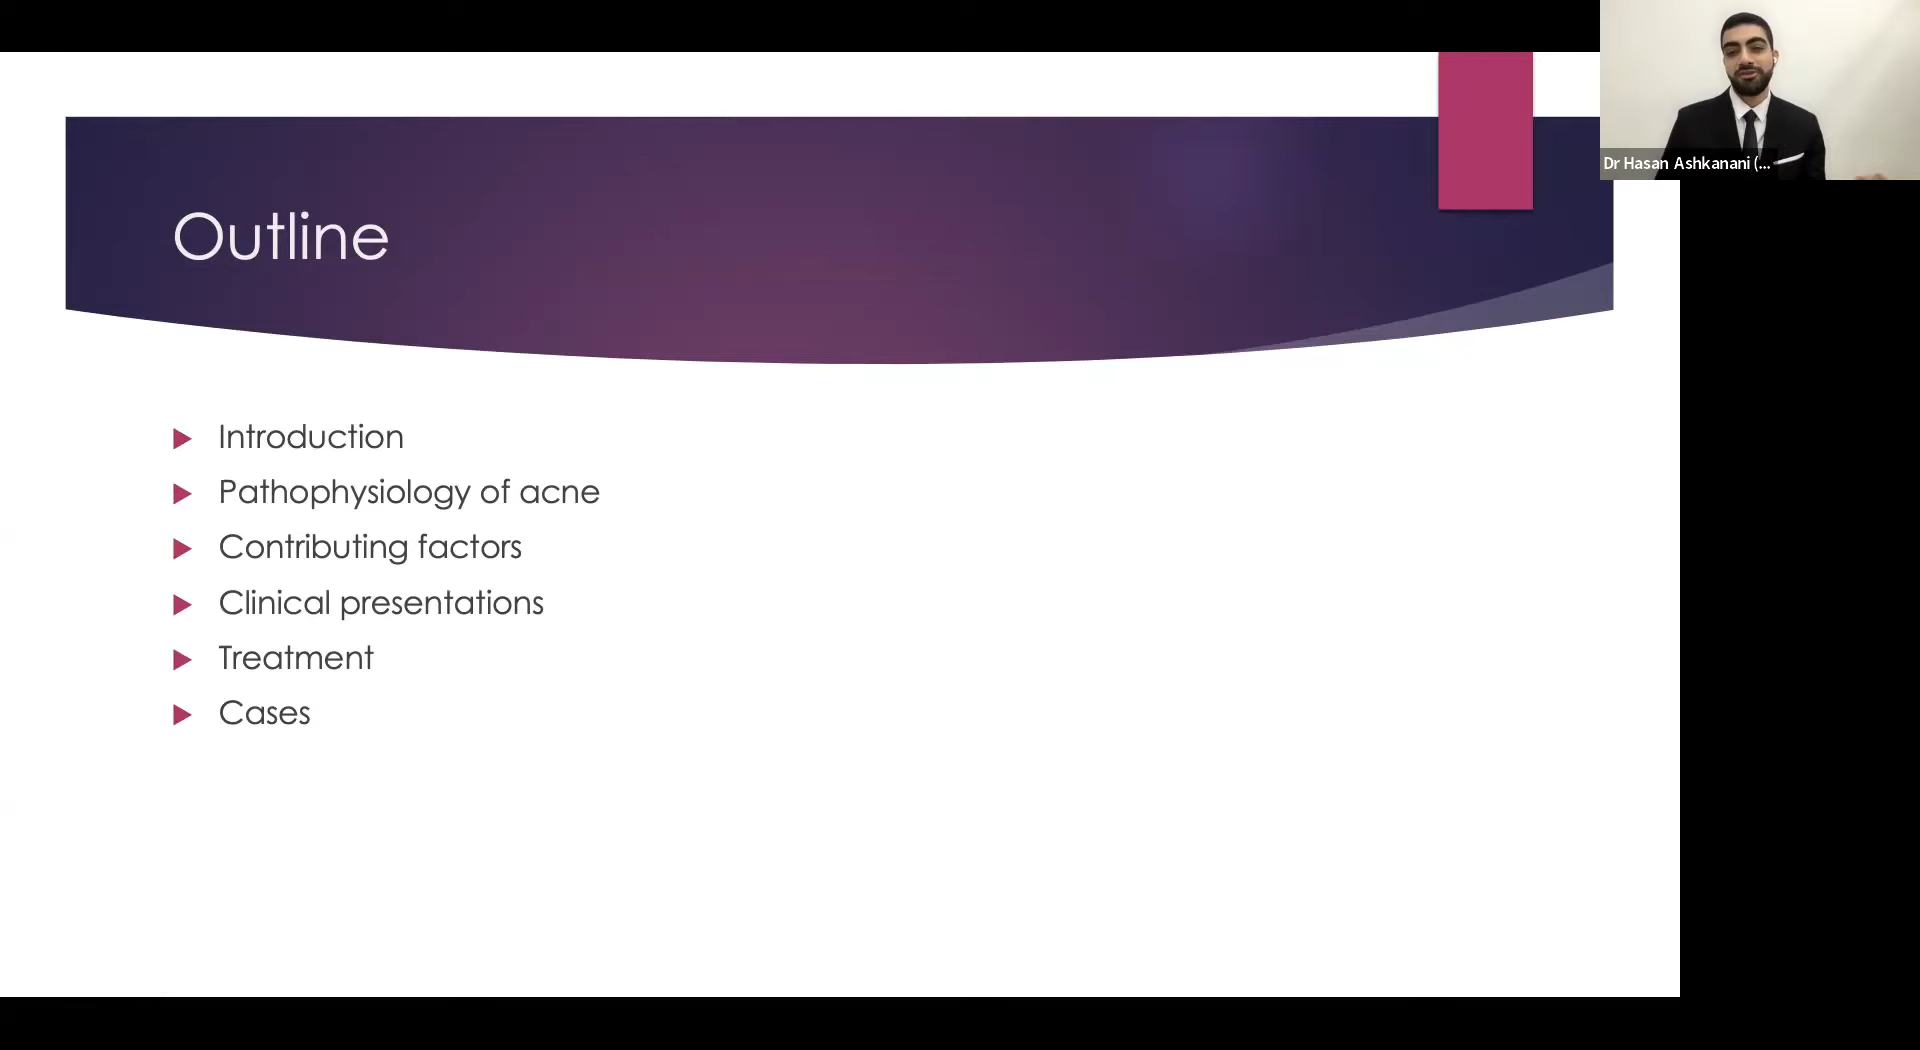 Outline
Introduction
Pathophysiology of acne
Contributing factors
Clinical presentations
Treatment
Cases
Dr Hasan Ashkanani (...